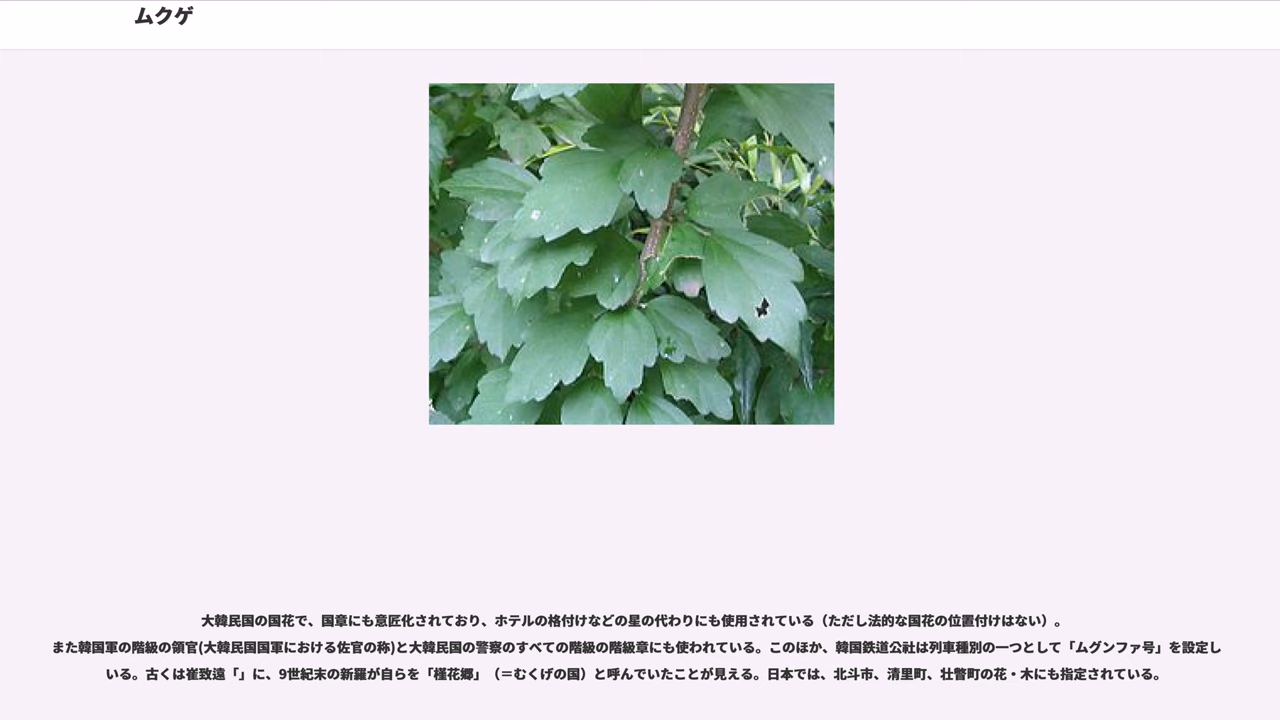 ムクゲ
大韓民国の国花で、国章にも意匠化されており、ホテルの格付けなどの星の代わりにも使用されている（ただし法的な国花の位置付けはない）。
また韓国軍の階級の領官(大韓民国国軍における佐官の称)と大韓民国の警察のすべての階級の階級章にも使われている。このほか、韓国鉄道公社は列車種別の一つとして「ムグンファ号」を設定し
いる。古くは崔致遠「」に、9世紀末の新羅が自らを「槿花郷」（＝むくげの国）と呼んでいたことが見える。日本では、北斗市、清里町、壮瞥町の花・木にも指定されている。